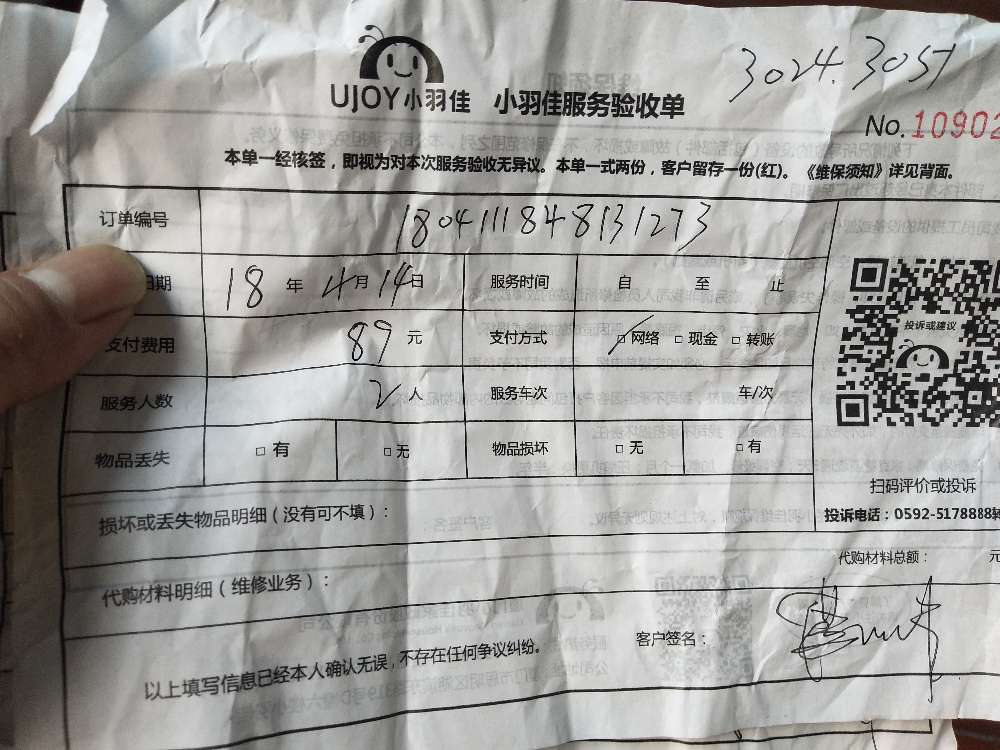 3024.3051
UJOY小羽佳 小羽佳服务验收单
No.10902
本单一经核签，即视为对本次服务验收无异议。本单一式两份，客户留存一份(红)。《维保须知》详见背面。
订单编号 1804111848131273
日期 18 年 4 月 14 日 服务时间 自 至 止
支付费用 89 元 支付方式 □ 网络 □ 现金 □ 转账
投诉或建议
服务人数 2 人 服务车次 车/次
物品丢失 □ 有 □ 无 物品损坏 □ 无 □ 有
扫码评价或投诉
损坏或丢失物品明细（没有可不填）： 投诉电话：0592-5178888转
代购材料明细（维修业务）： 代购材料总额： 元
以上填写信息已经本人确认无误，不存在任何争议纠纷。 客户签名：